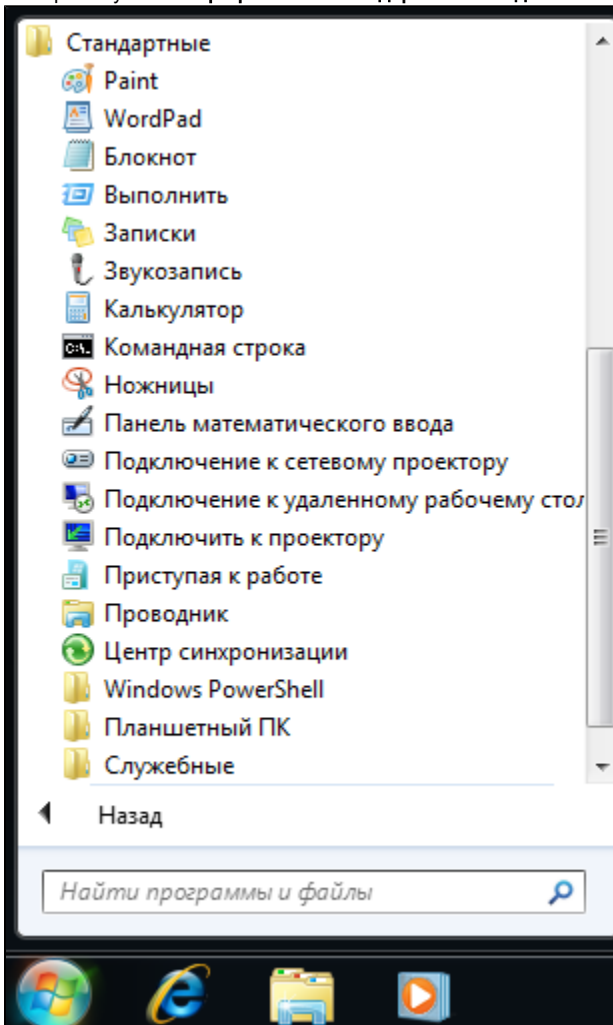 Стандартные
Paint
WordPad
Блокнот
Выполнить
Записки
Звукозапись
Калькулятор
C:\.
Командная строка
Ножницы
Панель математического ввода
Подключение к сетевому проектору
Подключение к удаленному рабочему стол
Подключить к проектору
Приступая к работе
Проводник
Центр синхронизации
Windows PowerShell
Планшетный ПК
Служебные
Назад
Найти программы и файлы